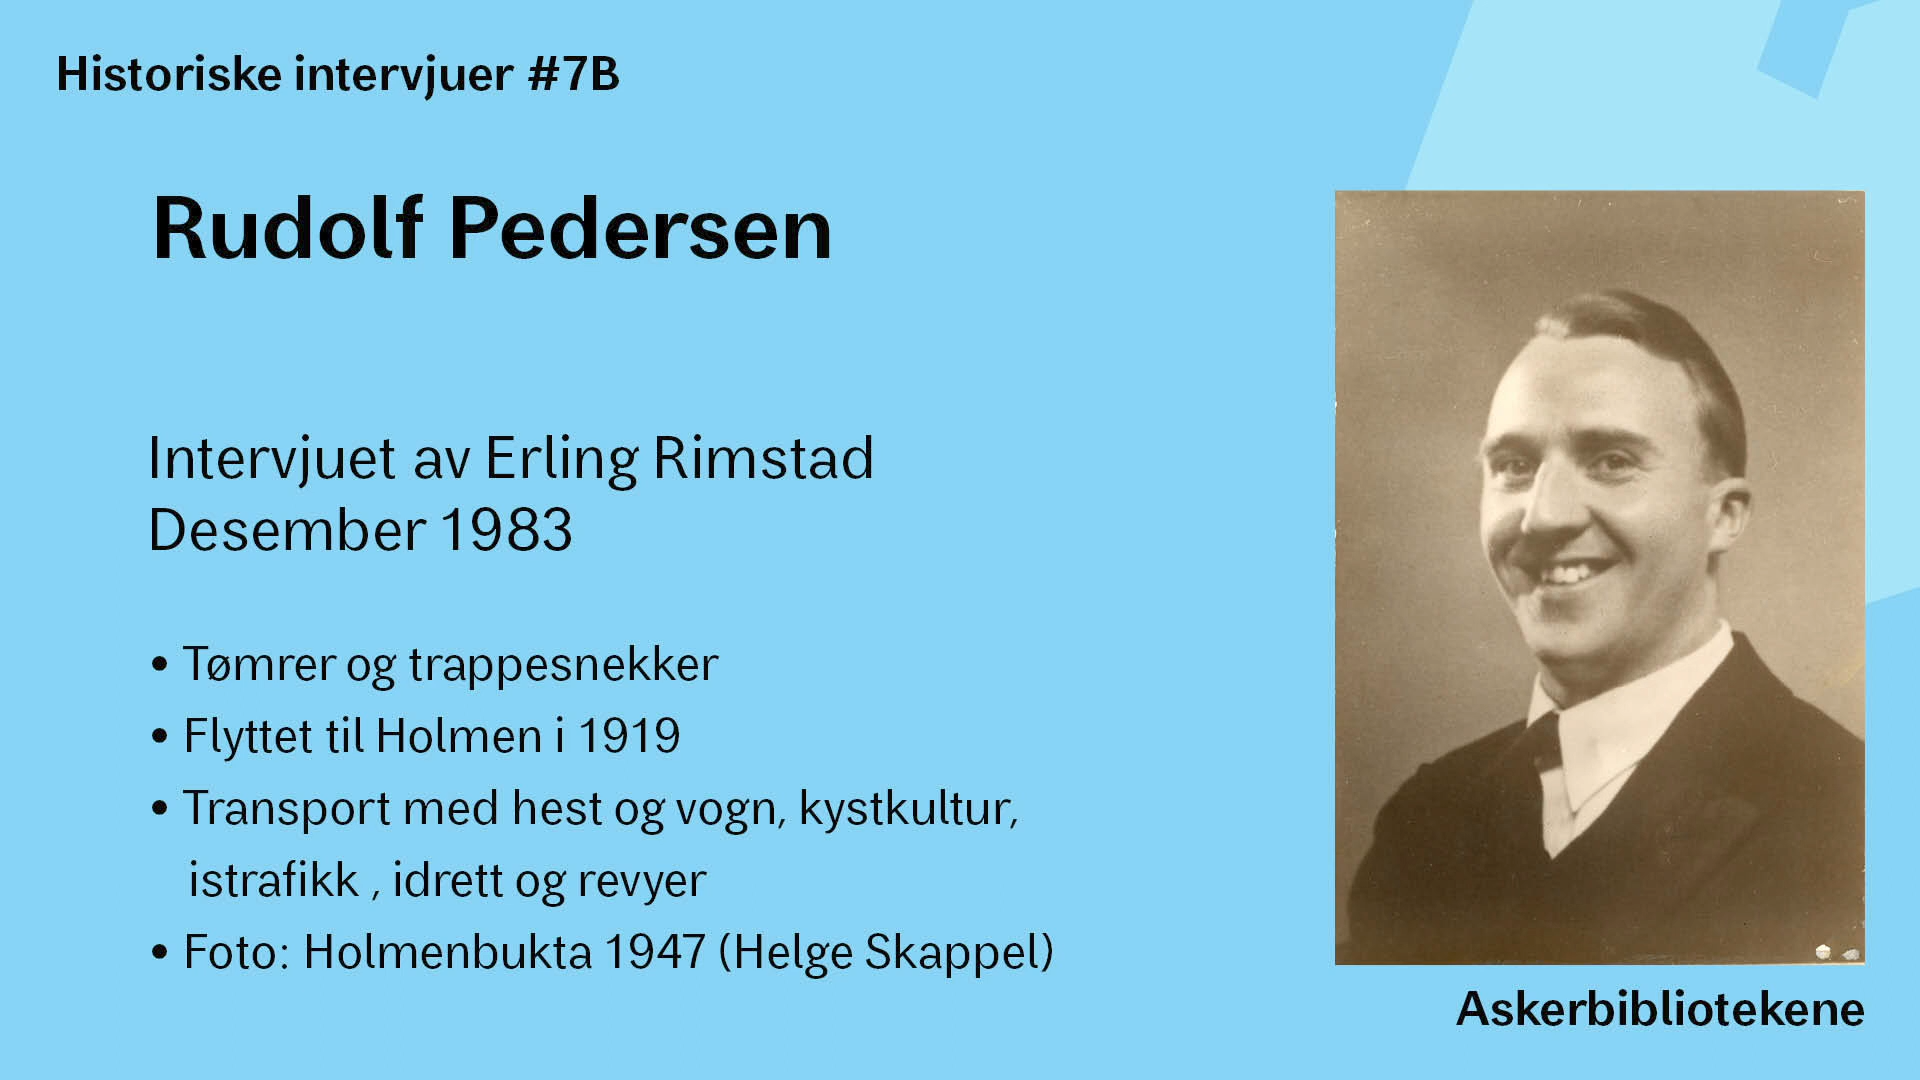 Historiske intervjuer #7B
Rudolf Pedersen
Intervjuet av Erling Rimstad
Desember 1983
• Tømrer og trappesnekker
• Flyttet til Holmen i 1919
• Transport med hest og vogn, kystkultur,
istrafikk , idrett og revyer
• Foto: Holmenbukta 1947 (Helge Skappel)
Askerbibliotekene